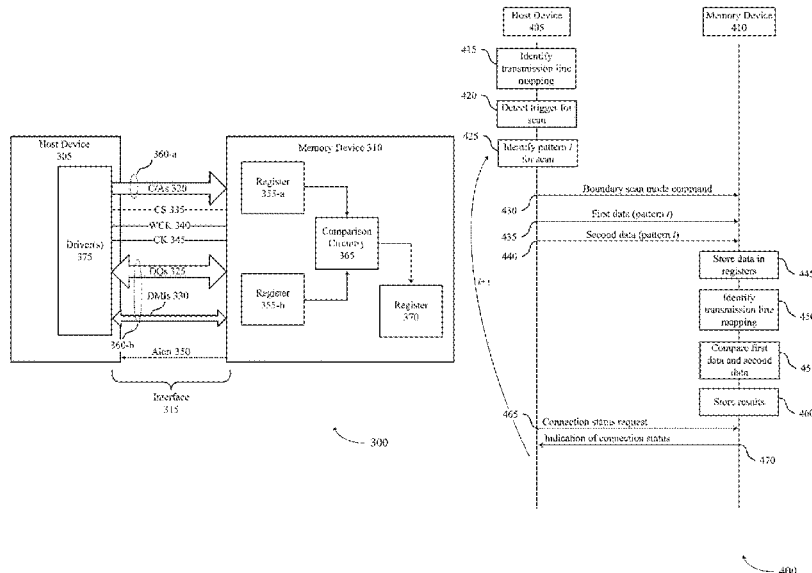 Host Device
305
360-a
C/As 320
CS 335
WCK 340
CK 345
Driver(s)
375
DQs 325
DMIs 330
360-b
Alert 350
Interface
315
Memory Device 310
Register
355-a
Comparison
Circuitry
365
Register
355-b
Register
370
300
Host Device
405
Memory Device
410
415
Identify
transmission line
mapping
420
Detect trigger for
scan
425
Identify pattern i
for scan
430
Boundary scan mode command
435
First data (pattern i)
440
Second data (pattern i)
Store data in
registers
445
Identify
transmission line
mapping
450
Compare first
data and second
data
Store results
460
465
Connection status request
Indication of connection status
470
400